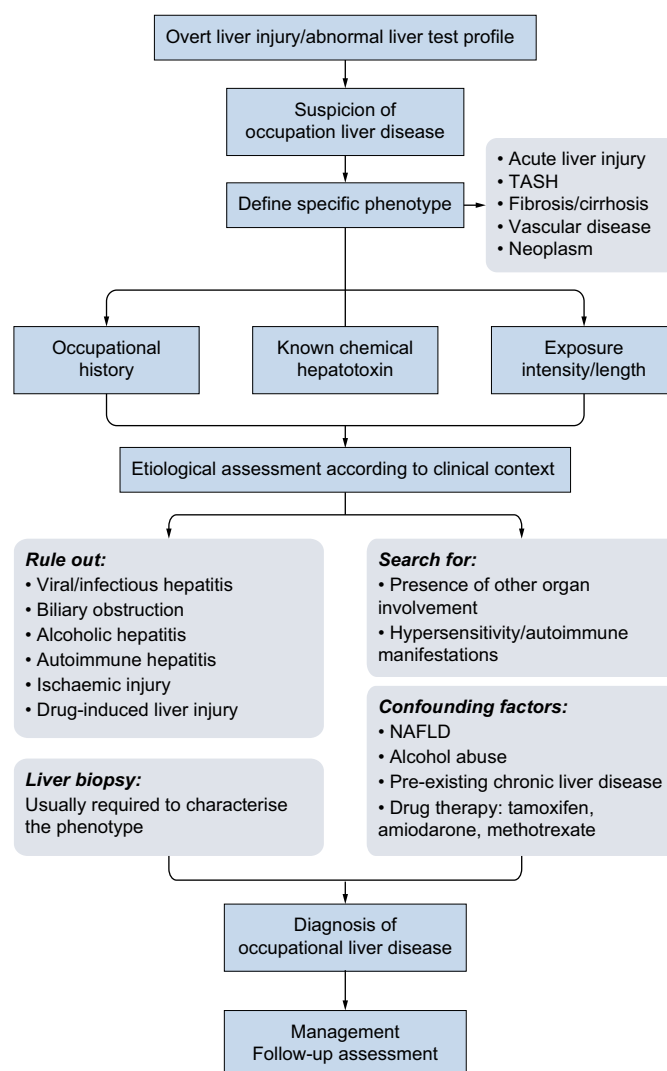 Overt liver injury/abnormal liver test profile
Suspicion of
occupation liver disease
Define specific phenotype
• Acute liver injury
• TASH
• Fibrosis/cirrhosis
• Vascular disease
• Neoplasm
Occupational
history
Known chemical
hepatotoxin
Exposure
intensity/length
Etiological assessment according to clinical context
Rule out:
• Viral/infectious hepatitis
• Biliary obstruction
• Alcoholic hepatitis
• Autoimmune hepatitis
• Ischaemic injury
• Drug-induced liver injury
Search for:
• Presence of other organ
involvement
• Hypersensitivity/autoimmune
manifestations
Liver biopsy:
Usually required to characterise
the phenotype
Confounding factors:
• NAFLD
• Alcohol abuse
• Pre-existing chronic liver disease
• Drug therapy: tamoxifen,
amiodarone, methotrexate
Diagnosis of
occupational liver disease
Management
Follow-up assessment